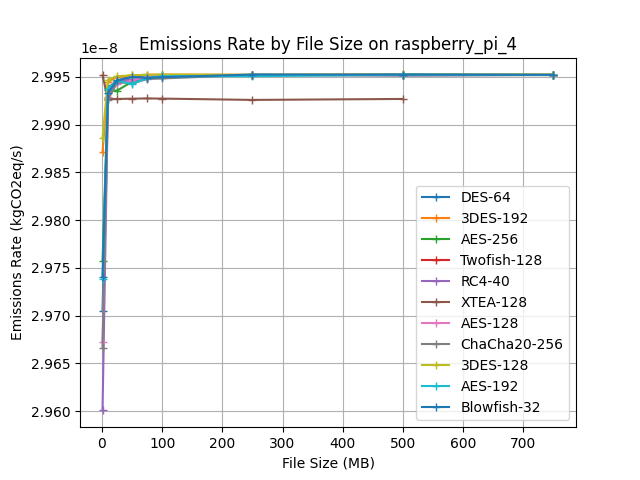 Emissions Rate by File Size on raspberry_pi_4
1e−8
2.995
2.990
2.985
2.980
2.975
2.970
2.965
2.960
Emissions Rate (kgCO2eq/s)
DES-64
3DES-192
AES-256
Twofish-128
RC4-40
XTEA-128
AES-128
ChaCha20-256
3DES-128
AES-192
Blowfish-32
0 100 200 300 400 500 600 700
File Size (MB)